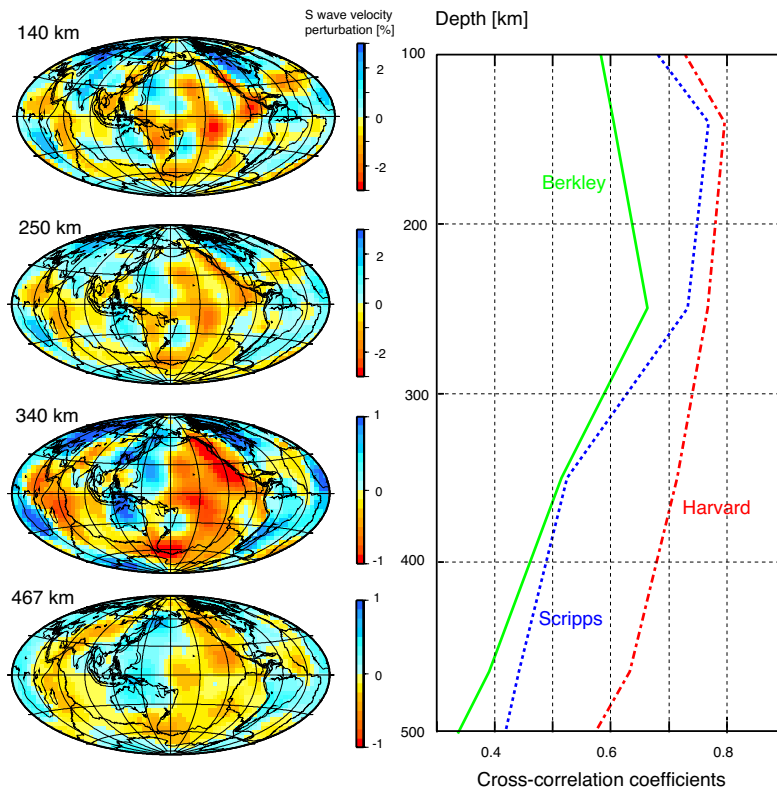 S wave velocity
perturbation [%]
140 km
2
0
-2
250 km
2
0
-2
340 km
1
0
-1
467 km
1
0
-1
Depth [km]
100
200
300
400
500
Berkley
Harvard
Scripps
0.4
0.6
0.8
Cross-correlation coefficients